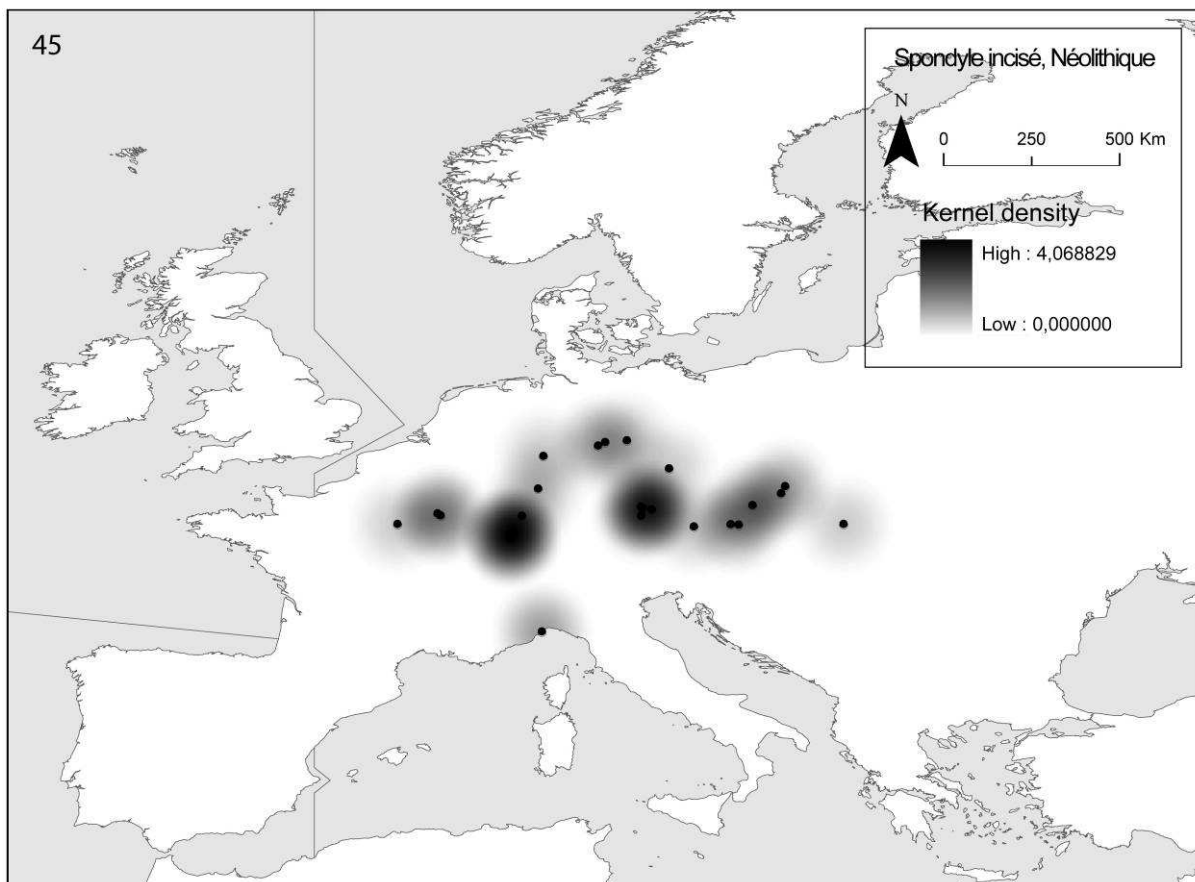 45
Spondyle incisé, Néolithique
N
0 250 500 Km
Kernel density
High : 4,068829
Low : 0,000000